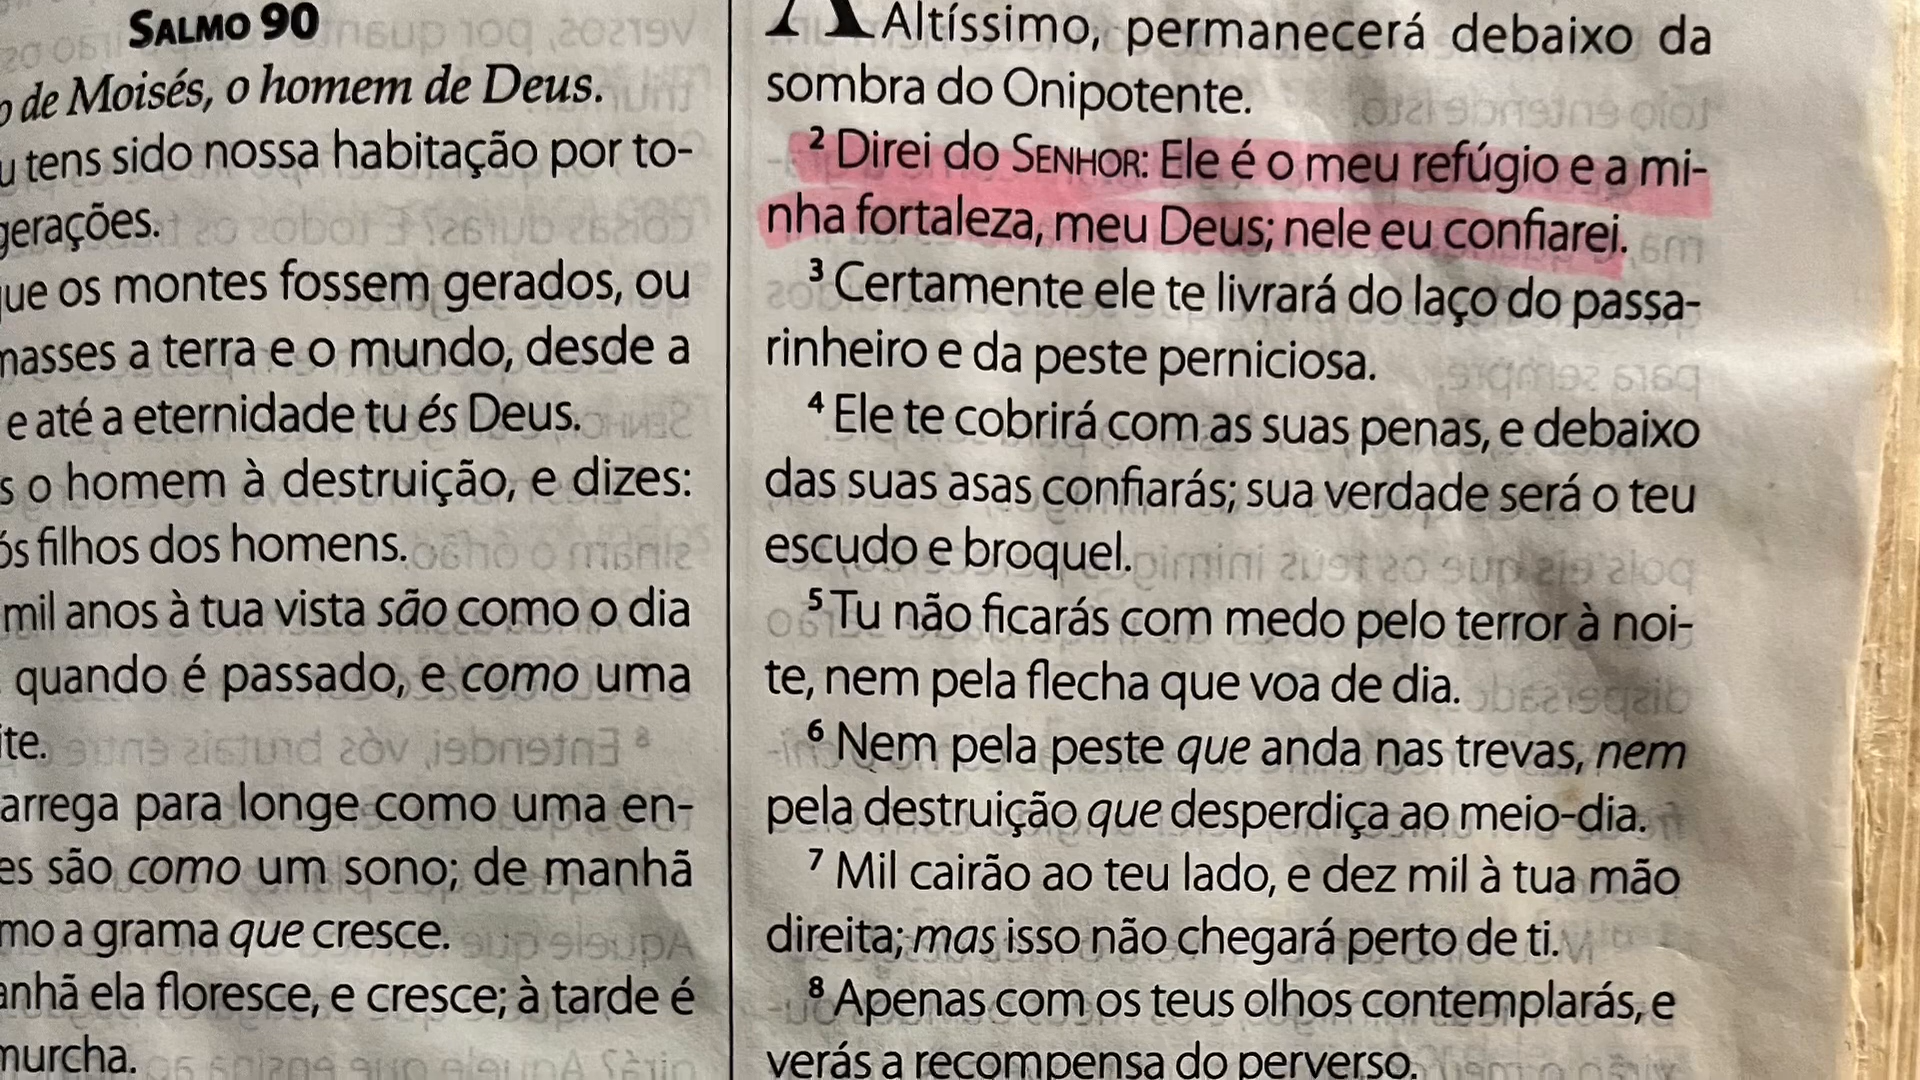 SALMO 90
de Moisés, o homem de Deus.
tens sido nossa habitação por to-
gerações.
que os montes fossem gerados, ou
masses a terra e o mundo, desde a
e até a eternidade tu és Deus.
s o homem à destruição, e dizes:
ós filhos dos homens.
mil anos à tua vista são como o dia
quando é passado, e como uma
ite.
arrega para longe como uma en-
es são como um sono; de manhã
mo a grama que cresce.
anhã ela floresce, e cresce; à tarde é
murcha.
A Altíssimo, permanecerá debaixo da
sombra do Onipotente.
2 Direi do SENHOR: Ele é o meu refúgio e a mi-
nha fortaleza, meu Deus; nele eu confiarei.
3 Certamente ele te livrará do laço do passa-
rinheiro e da peste perniciosa.
4 Ele te cobrirá com as suas penas, e debaixo
das suas asas confiarás; sua verdade será o teu
escudo e broquel.
5 Tu não ficarás com medo pelo terror à noi-
te, nem pela flecha que voa de dia.
6 Nem pela peste que anda nas trevas, nem
pela destruição que desperdiça ao meio-dia.
7 Mil cairão ao teu lado, e dez mil à tua mão
direita; mas isso não chegará perto de ti.
8 Apenas com os teus olhos contemplarás, e
verás a recompensa do perverso.